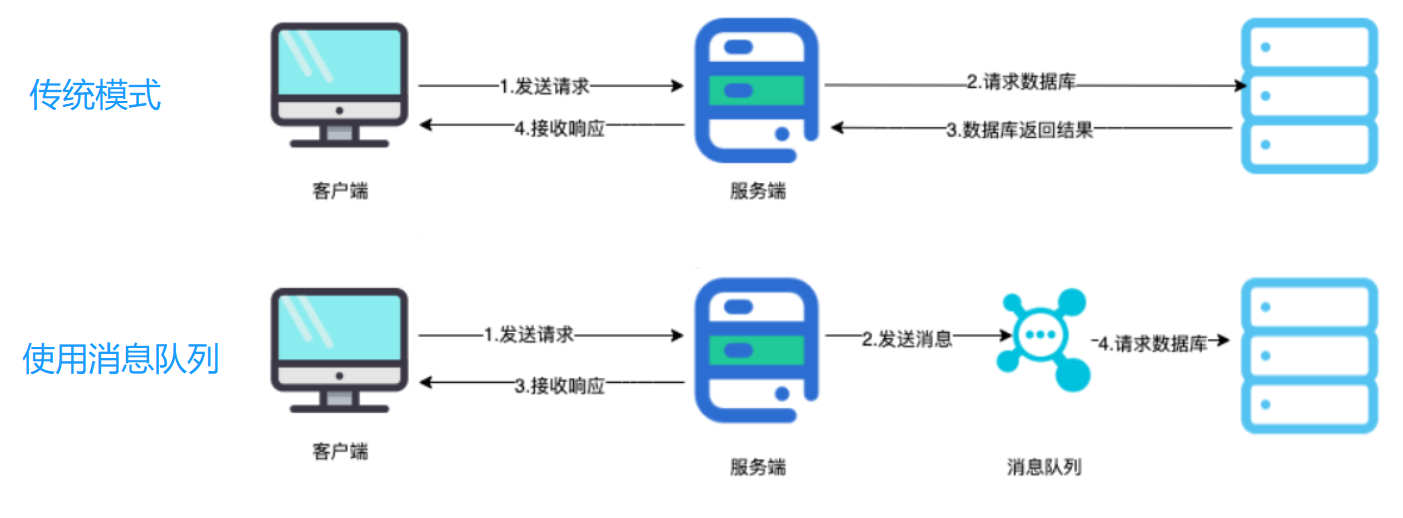 传统模式
1.发送请求
2.请求数据库
4.接收响应
3.数据库返回结果
客户端
服务端
使用消息队列
1.发送请求
2.发送消息
4.请求数据库
3.接收响应
客户端
服务端
消息队列